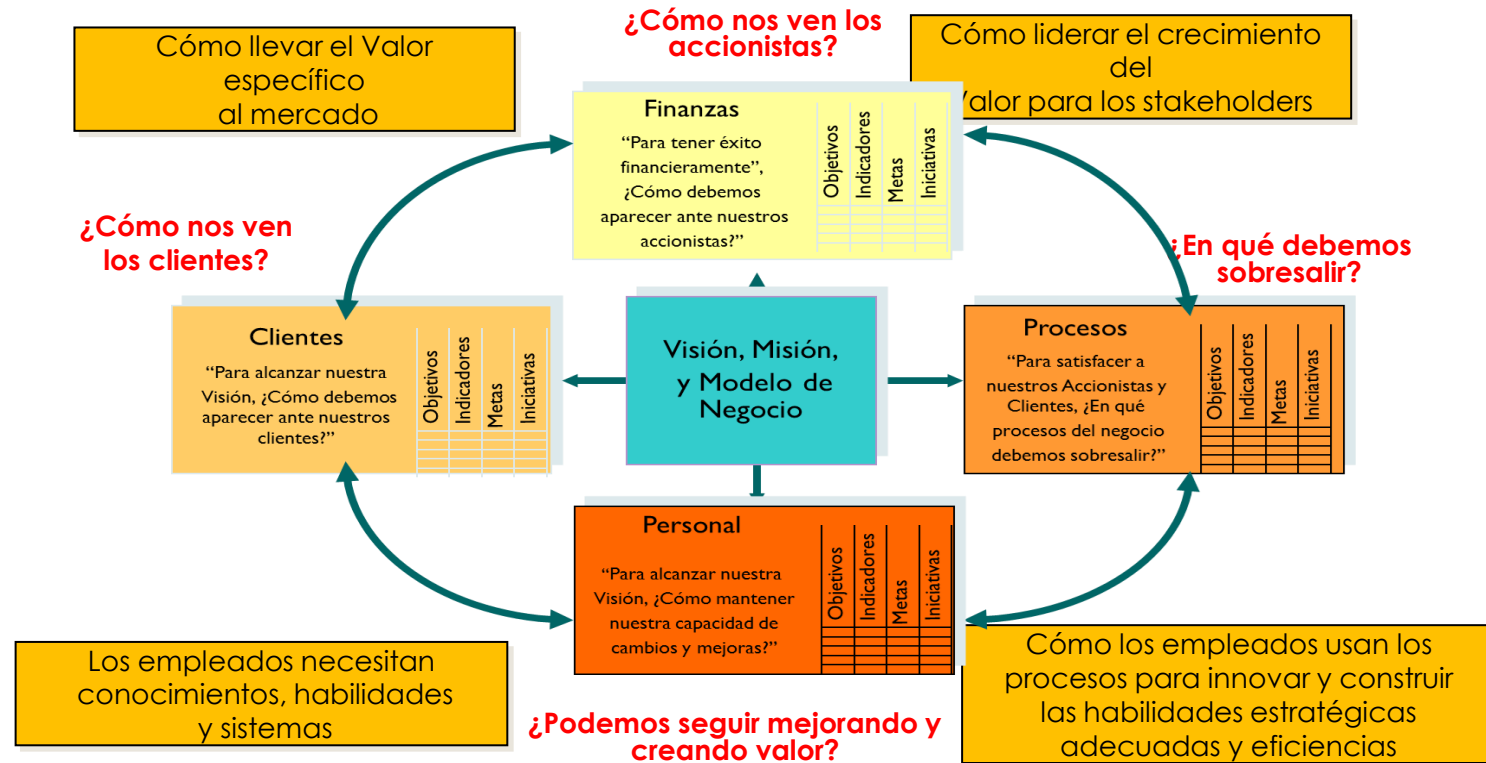 ¿Cómo nos ven los
accionistas?
Cómo llevar el Valor
específico
al mercado
Cómo liderar el crecimiento
del
Valor para los stakeholders
Finanzas
“Para tener éxito
financieramente”,
¿Cómo debemos
aparecer ante nuestros
accionistas?”
Objetivos
Indicadores
Metas
Iniciativas
¿Cómo nos ven
los clientes?
¿En qué debemos
sobresalir?
Clientes
“Para alcanzar nuestra
Visión, ¿Cómo debemos
aparecer ante nuestros
clientes?”
Objetivos
Indicadores
Metas
Iniciativas
Visión, Misión,
y Modelo de
Negocio
Procesos
“Para satisfacer a
nuestros Accionistas y
Clientes, ¿En qué
procesos del negocio
debemos sobresalir?”
Objetivos
Indicadores
Metas
Iniciativas
Personal
“Para alcanzar nuestra
Visión, ¿Cómo mantener
nuestra capacidad de
cambios y mejoras?”
Objetivos
Indicadores
Metas
Iniciativas
Los empleados necesitan
conocimientos, habilidades
y sistemas
¿Podemos seguir mejorando y
creando valor?
Cómo los empleados usan los
procesos para innovar y construir
las habilidades estratégicas
adecuadas y eficiencias